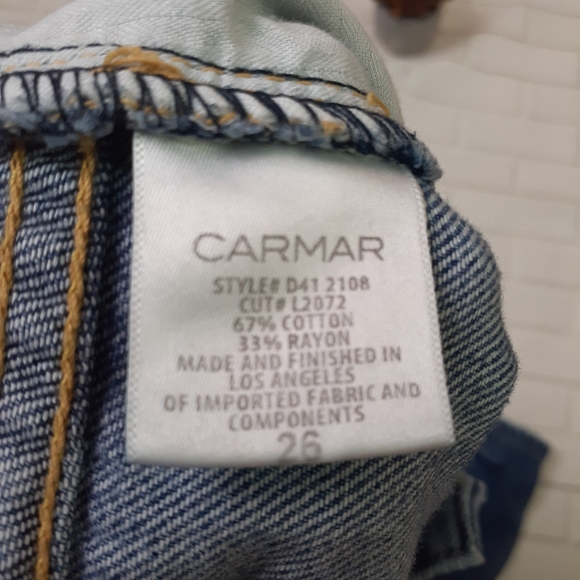 CARMAR
STYLE# D41 2108
CUT# L2072
67% COTTON
33% RAYON
MADE AND FINISHED IN
LOS ANGELES
OF IMPORTED FABRIC AND
COMPONENTS
26